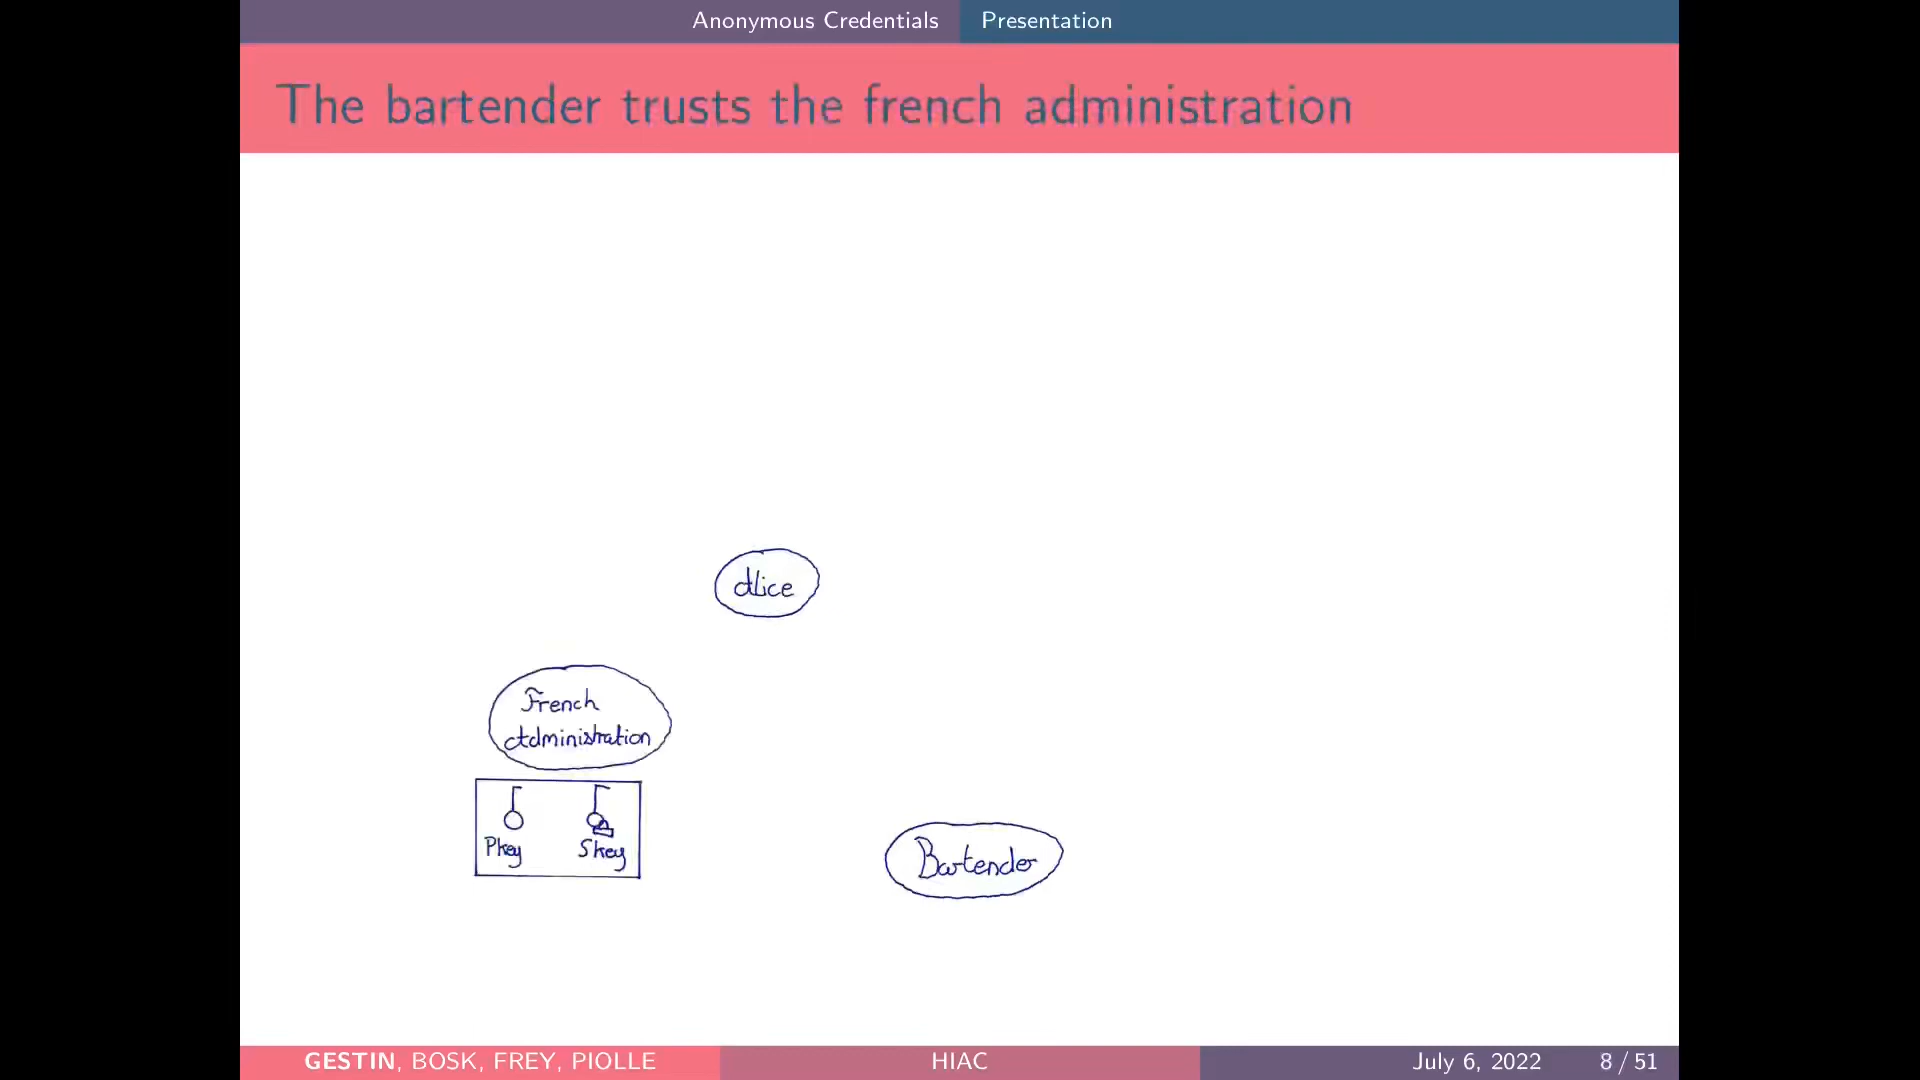 Anonymous Credentials Presentation
The bartender trusts the french administration
Alice
French
Administration
Pkey Skey
Bartender
GESTIN, BOSK, FREY, PIOLLE HIAC July 6, 2022 8 / 51